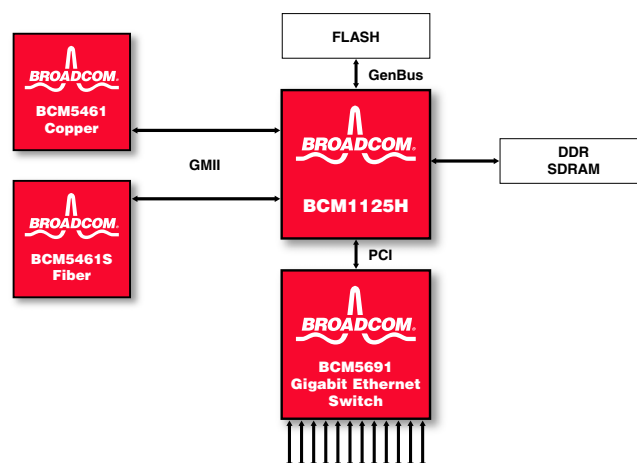 FLASH
GenBus
BROADCOM®
BCM5461
Copper
BROADCOM®
BCM1125H
GMII
DDR
SDRAM
BROADCOM®
BCM5461S
Fiber
PCI
BROADCOM®
BCM5691
Gigabit Ethernet
Switch